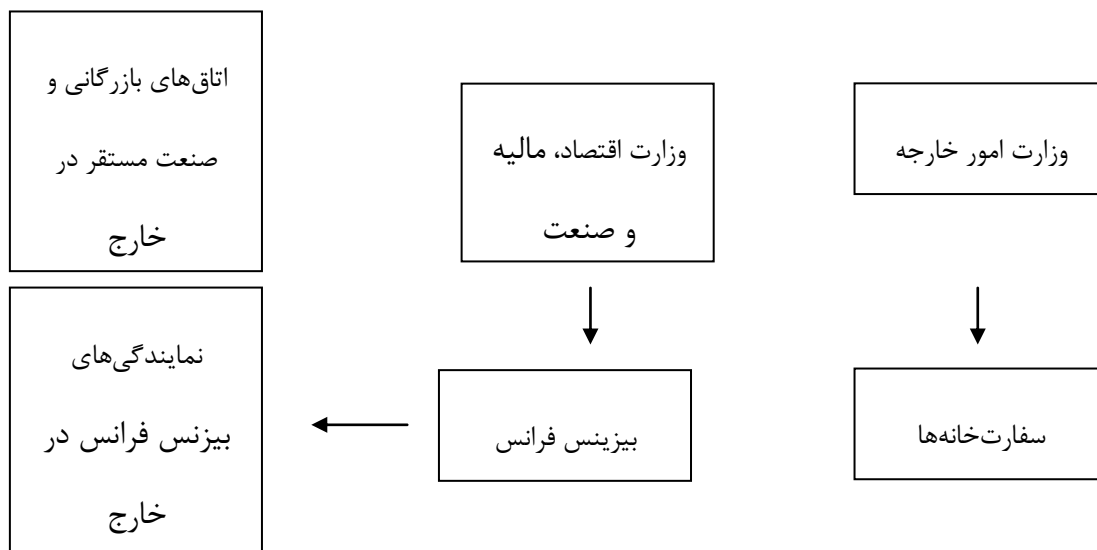 وزارت امور خارجه
وزارت اقتصاد، مالیه
و صنعت
اتاق‌های بازرگانی و
صنعت مستقر در
خارج
سفارت‌خانه‌ها
بیزینس فرانس
نمایندگی‌های
بیزنس فرانس در
خارج